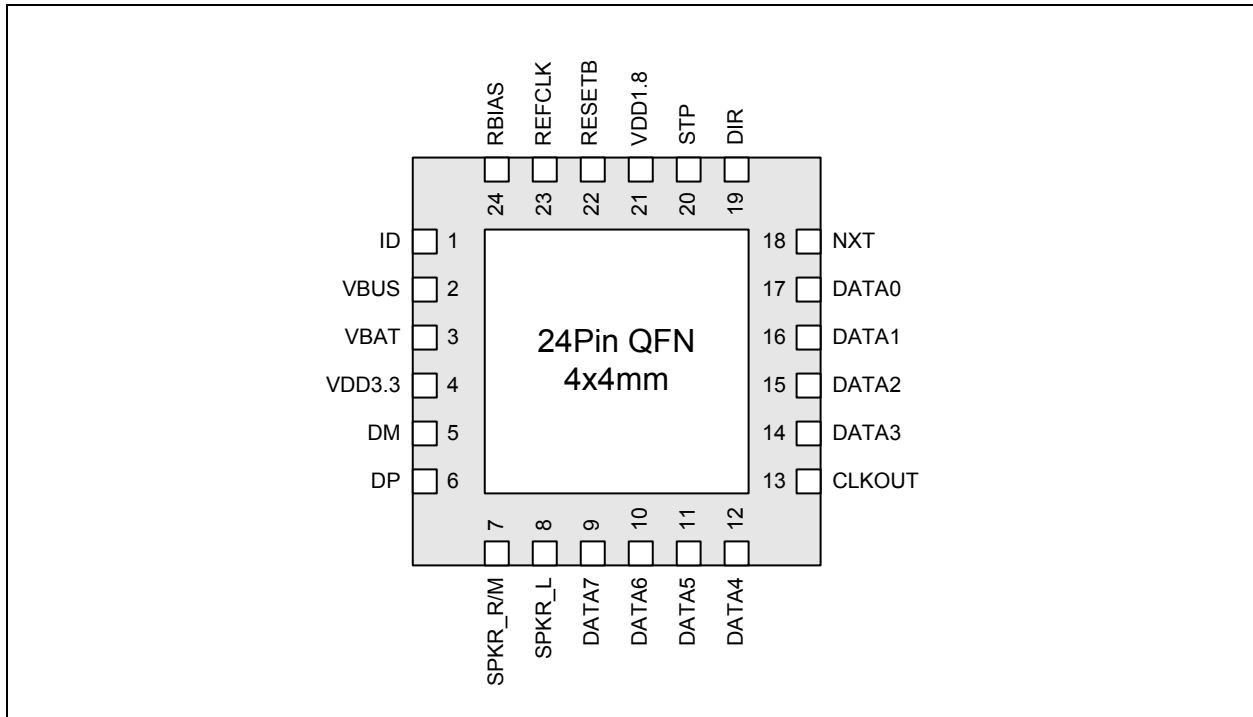 RBIAS
REFCLK
RESETB
VDD1.8
STP
DIR
24
23
22
21
20
19
ID 1
VBUS 2
VBAT 3
VDD3.3 4
DM 5
DP 6
24Pin QFN
4x4mm
18 NXT
17 DATA0
16 DATA1
15 DATA2
14 DATA3
13 CLKOUT
7
8
9
10
11
12
SPKR_R/M
SPKR_L
DATA7
DATA6
DATA5
DATA4